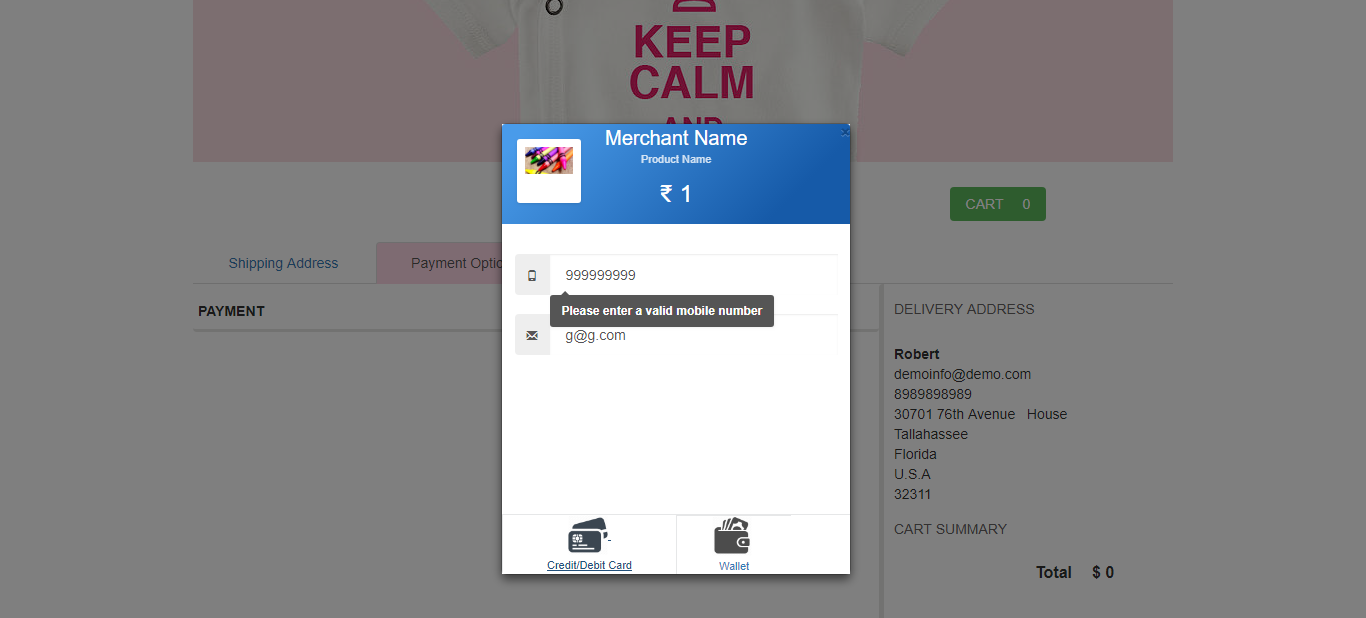 KEEP
CALM
AND
Merchant Name
Product Name
₹ 1
CART 0
Shipping Address
Payment Optio
999999999
Please enter a valid mobile number
g@g.com
PAYMENT
DELIVERY ADDRESS
Robert
demoinfo@demo.com
8989898989
30701 76th Avenue House
Tallahassee
Florida
U.S.A
32311
CART SUMMARY
Total $ 0
Credit/Debit Card
Wallet